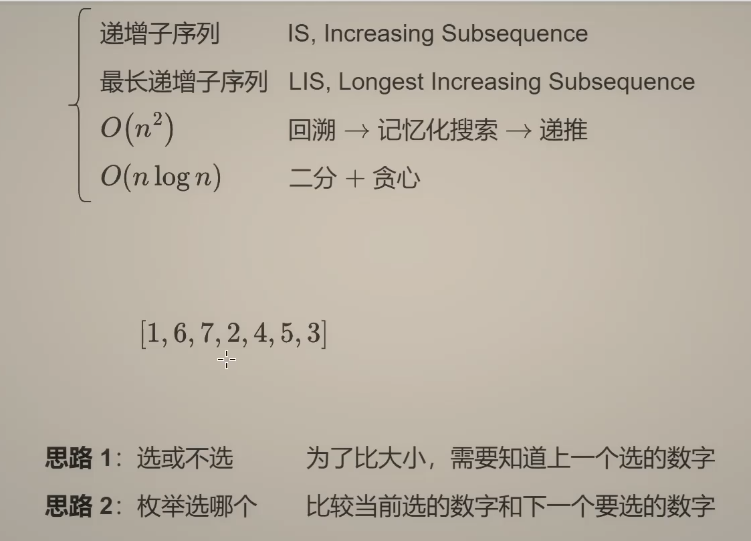 递增子序列 IS, Increasing Subsequence
最长递增子序列 LIS, Longest Increasing Subsequence
O(n²) 回溯 → 记忆化搜索 → 递推
O(n log n) 二分 + 贪心
[1, 6, 7, 2, 4, 5, 3]
思路 1：选或不选 为了比大小，需要知道上一个选的数字
思路 2：枚举选哪个 比较当前选的数字和下一个要选的数字